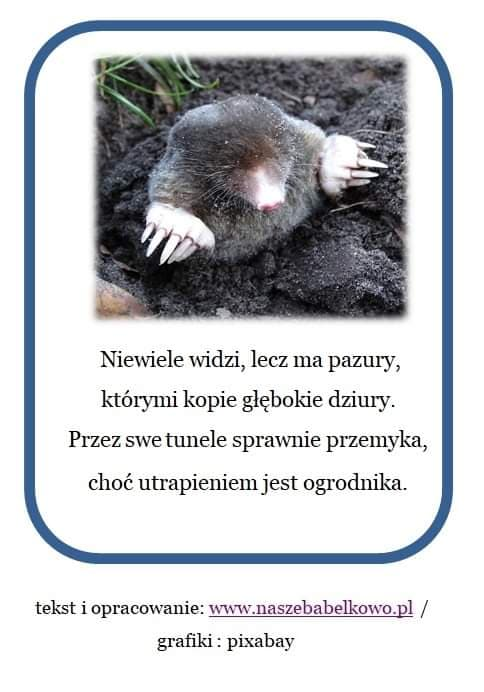 Niewiele widzi, lecz ma pazury,
którymi kopie głębokie dziury.
Przez swe tunele sprawnie przemyka,
choć utrapieniem jest ogrodnika.
tekst i opracowanie: www.naszebabelkowo.pl /
grafiki : pixabay